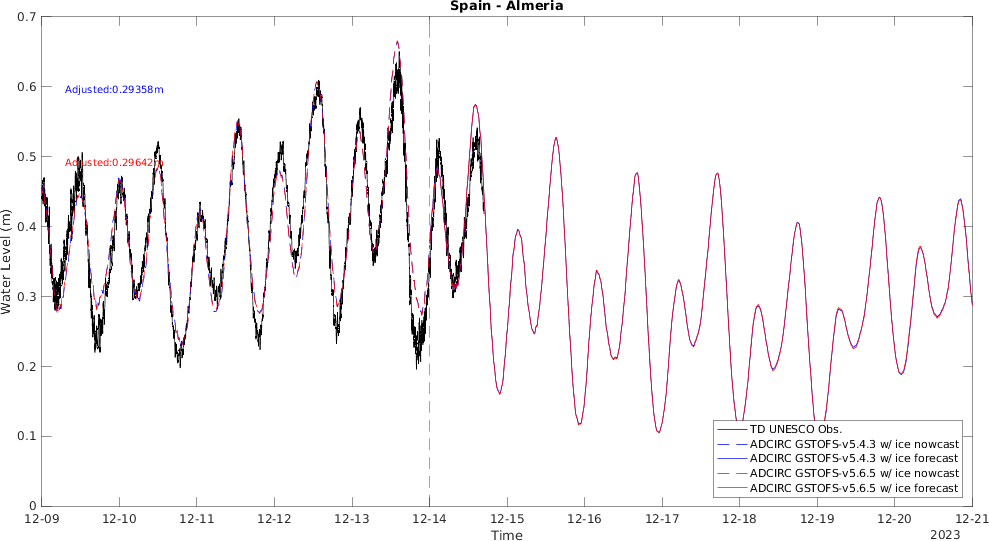 Spain - Almeria
0.7
0.6
0.5
0.4
0.3
0.2
0.1
0
Water Level (m)
Adjusted:0.29358m
Adjusted:0.29642m
TD UNESCO Obs.
ADCIRC GSTOFS-v5.4.3 w/ ice nowcast
ADCIRC GSTOFS-v5.4.3 w/ ice forecast
ADCIRC GSTOFS-v5.6.5 w/ ice nowcast
ADCIRC GSTOFS-v5.6.5 w/ ice forecast
12-09 12-10 12-11 12-12 12-13 12-14 12-15 12-16 12-17 12-18 12-19 12-20 12-21
Time
2023